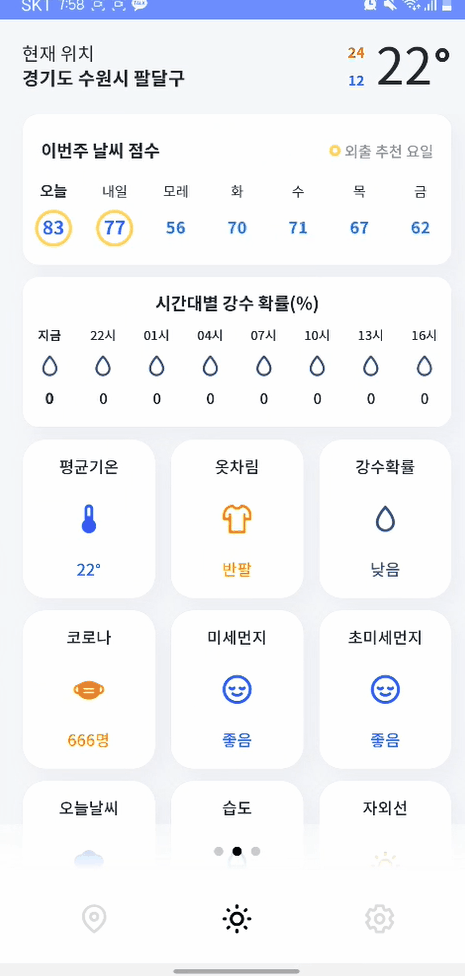 SKT 7:58
현재 위치
경기도 수원시 팔달구
24
12
22°
이번주 날씨 점수
외출 추천 요일
오늘 내일 모레 화 수 목 금
83 77 56 70 71 67 62
시간대별 강수 확률(%)
지금 22시 01시 04시 07시 10시 13시 16시
0 0 0 0 0 0 0 0
평균기온 옷차림 강수확률
22° 반팔 낮음
코로나 미세먼지 초미세먼지
666명 좋음 좋음
오늘날씨 습도 자외선